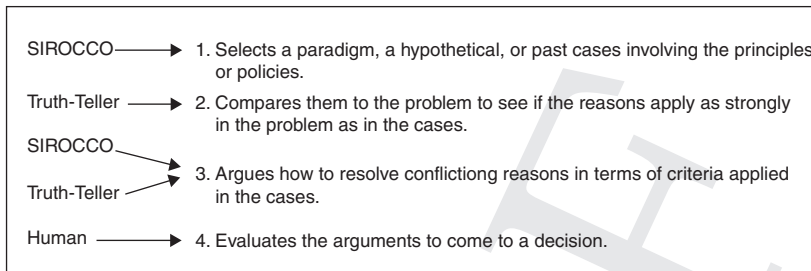 SIROCCO 1. Selects a paradigm, a hypothetical, or past cases involving the principles
or policies.
Truth-Teller 2. Compares them to the problem to see if the reasons apply as strongly
in the problem as in the cases.
SIROCCO
3. Argues how to resolve conflictiong reasons in terms of criteria applied
Truth-Teller
in the cases.
Human 4. Evaluates the arguments to come to a decision.